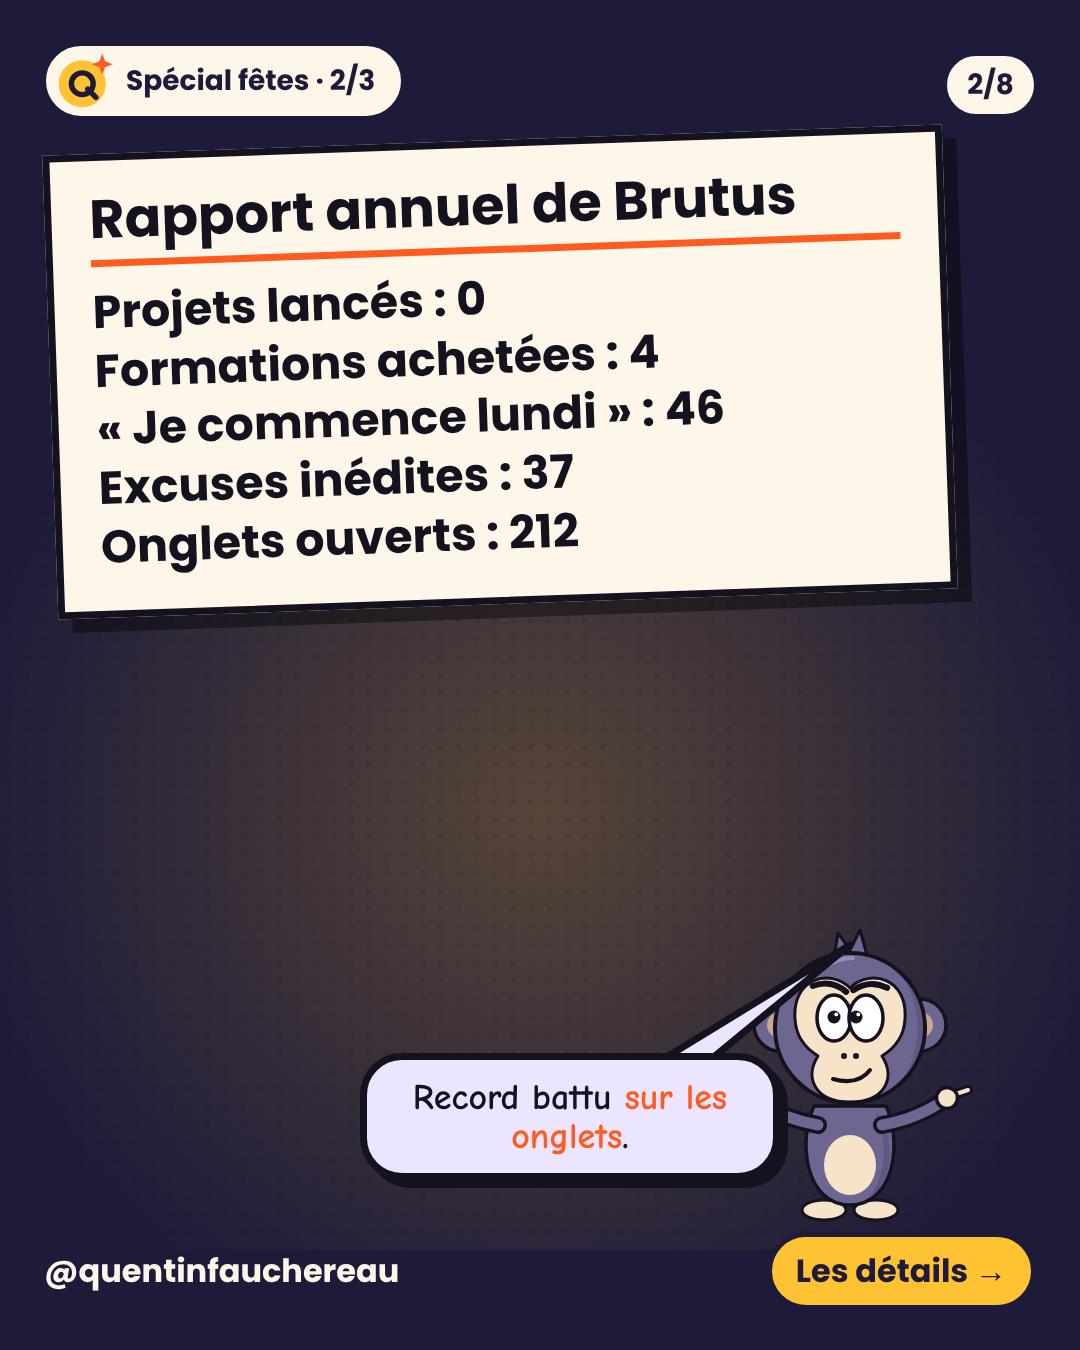 Q
Spécial fêtes · 2/3
2/8
Rapport annuel de Brutus
Projets lancés : 0
Formations achetées : 4
« Je commence lundi » : 46
Excuses inédites : 37
Onglets ouverts : 212
Record battu sur les
onglets.
@quentinfauchereau
Les détails →